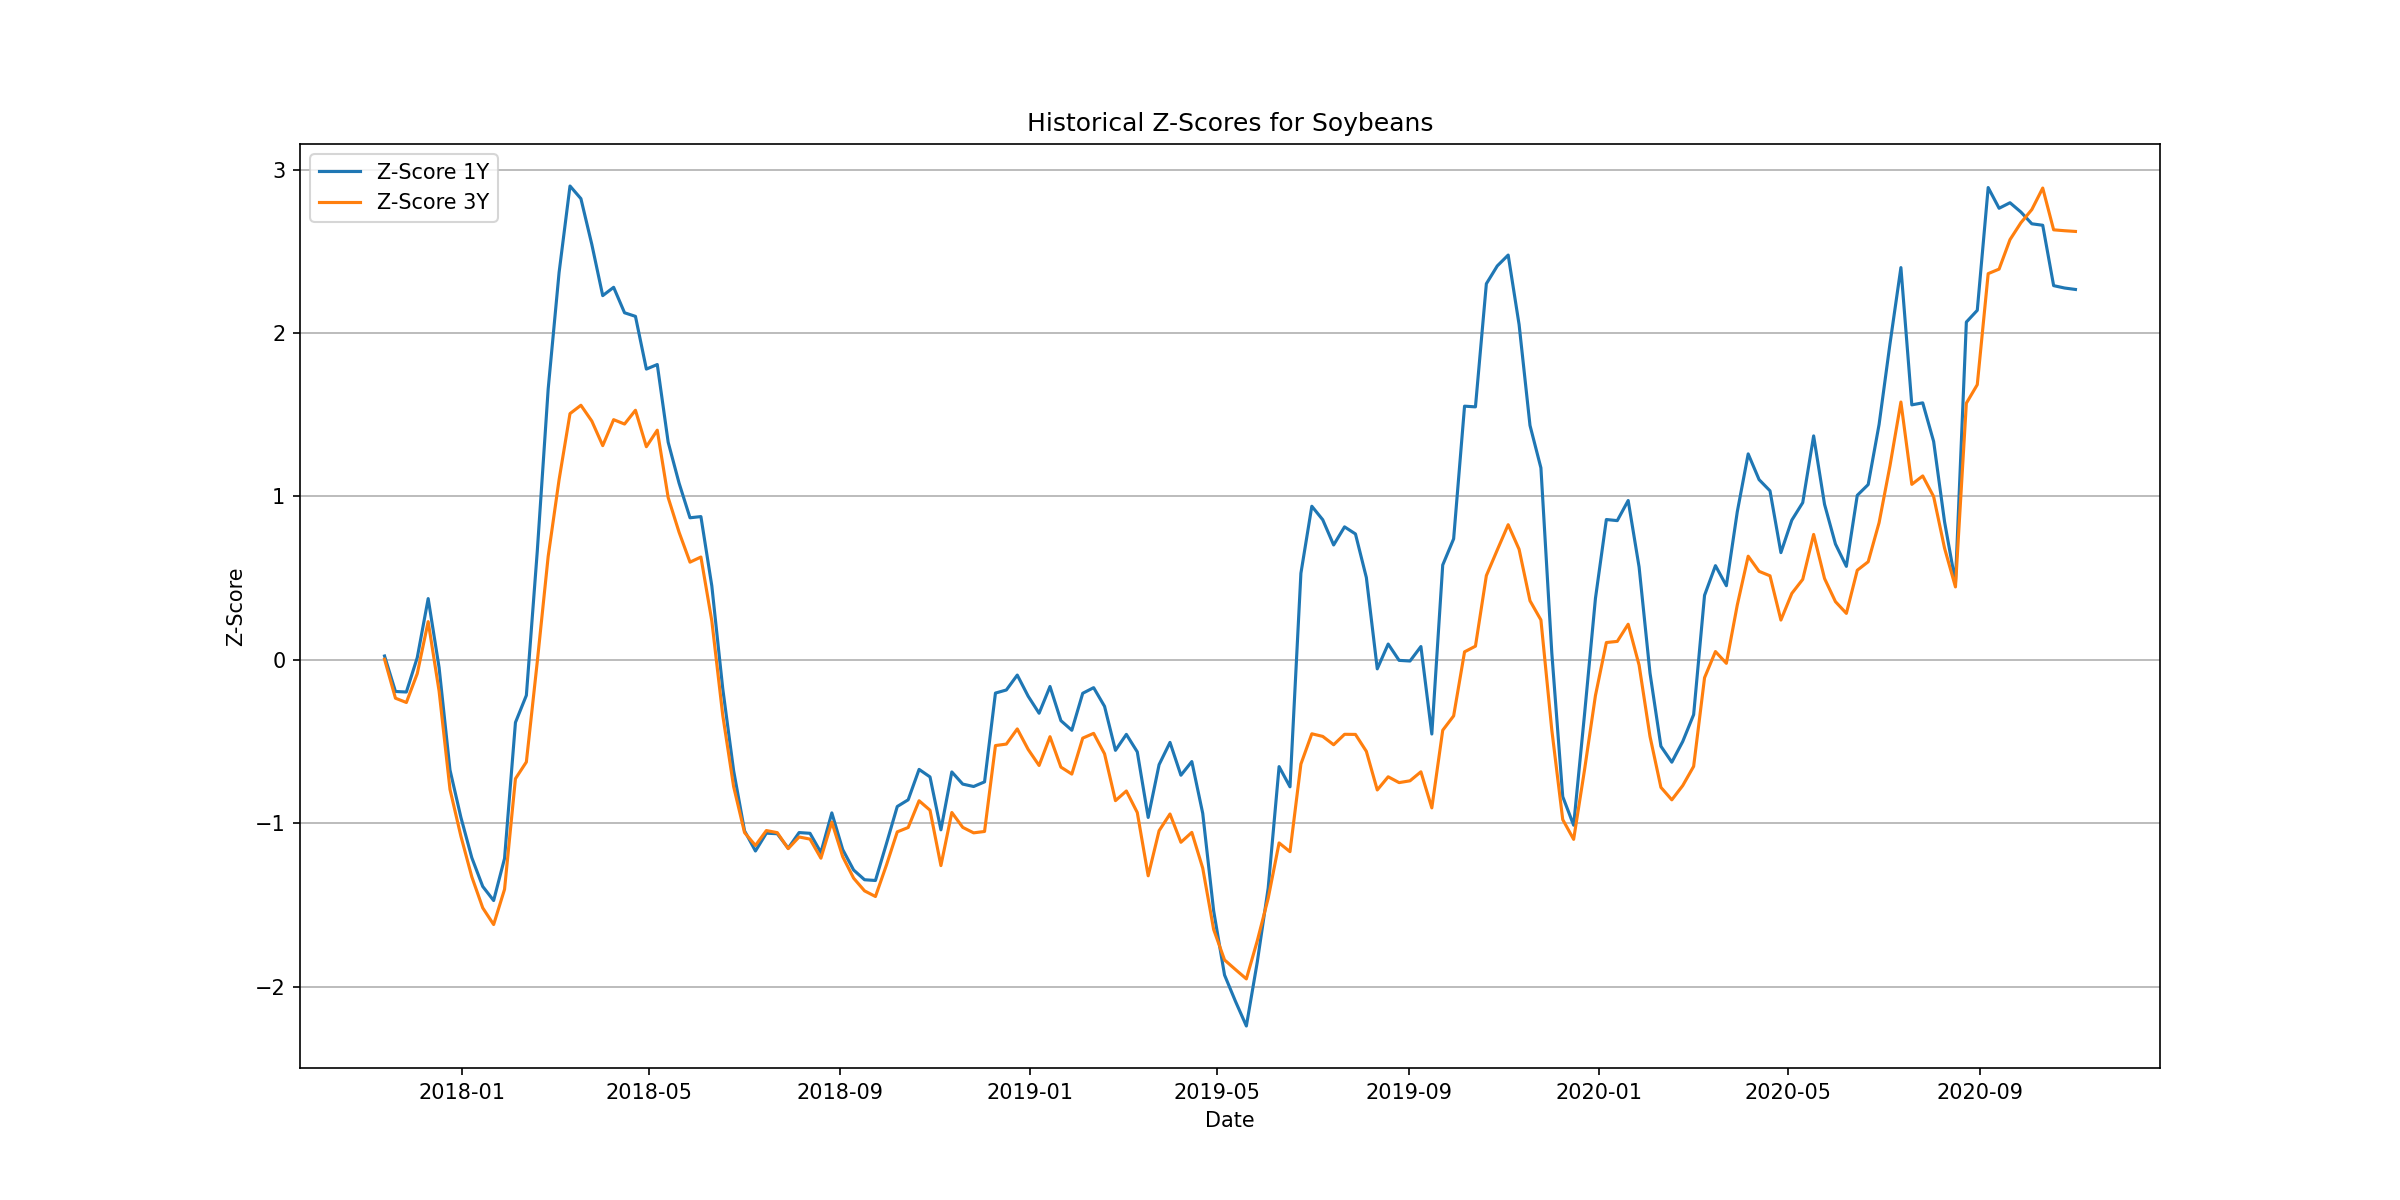 Historical Z-Scores for Soybeans
Z-Score 1Y
Z-Score 3Y
3
2
1
0
−1
−2
Z-Score
2018-01 2018-05 2018-09 2019-01 2019-05 2019-09 2020-01 2020-05 2020-09
Date